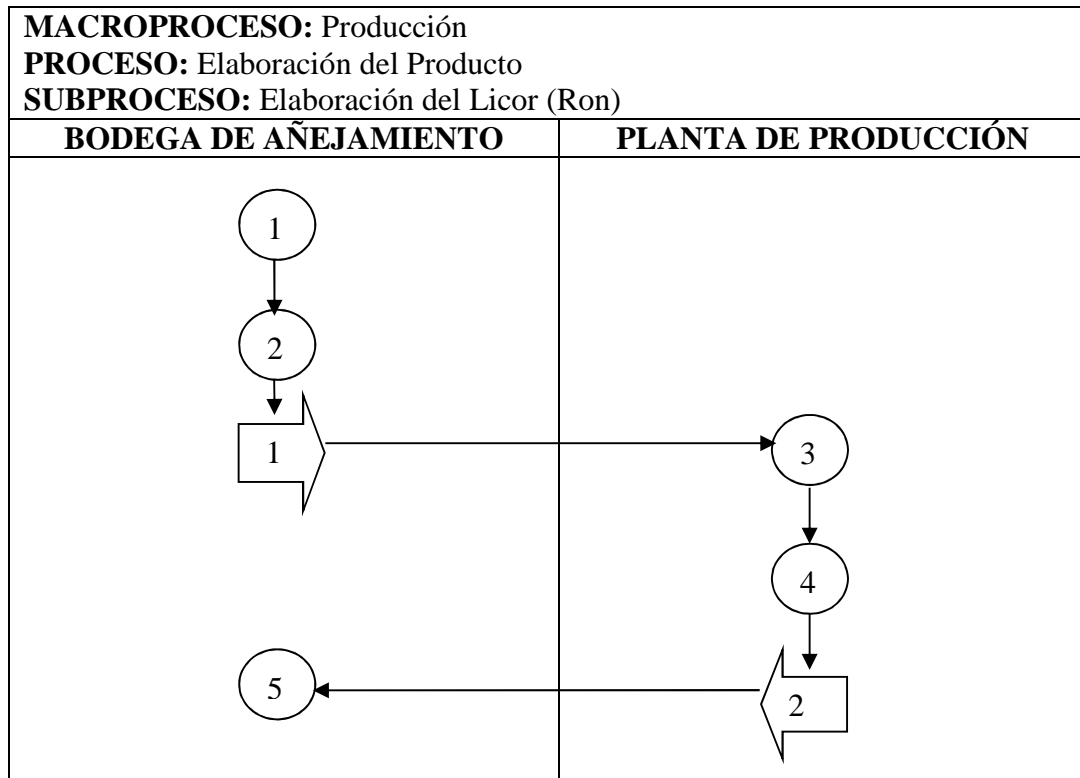 MACROPROCESO: Producción
PROCESO: Elaboración del Producto
SUBPROCESO: Elaboración del Licor (Ron)
BODEGA DE AÑEJAMIENTO
PLANTA DE PRODUCCIÓN
1
2
1
3
4
5
2